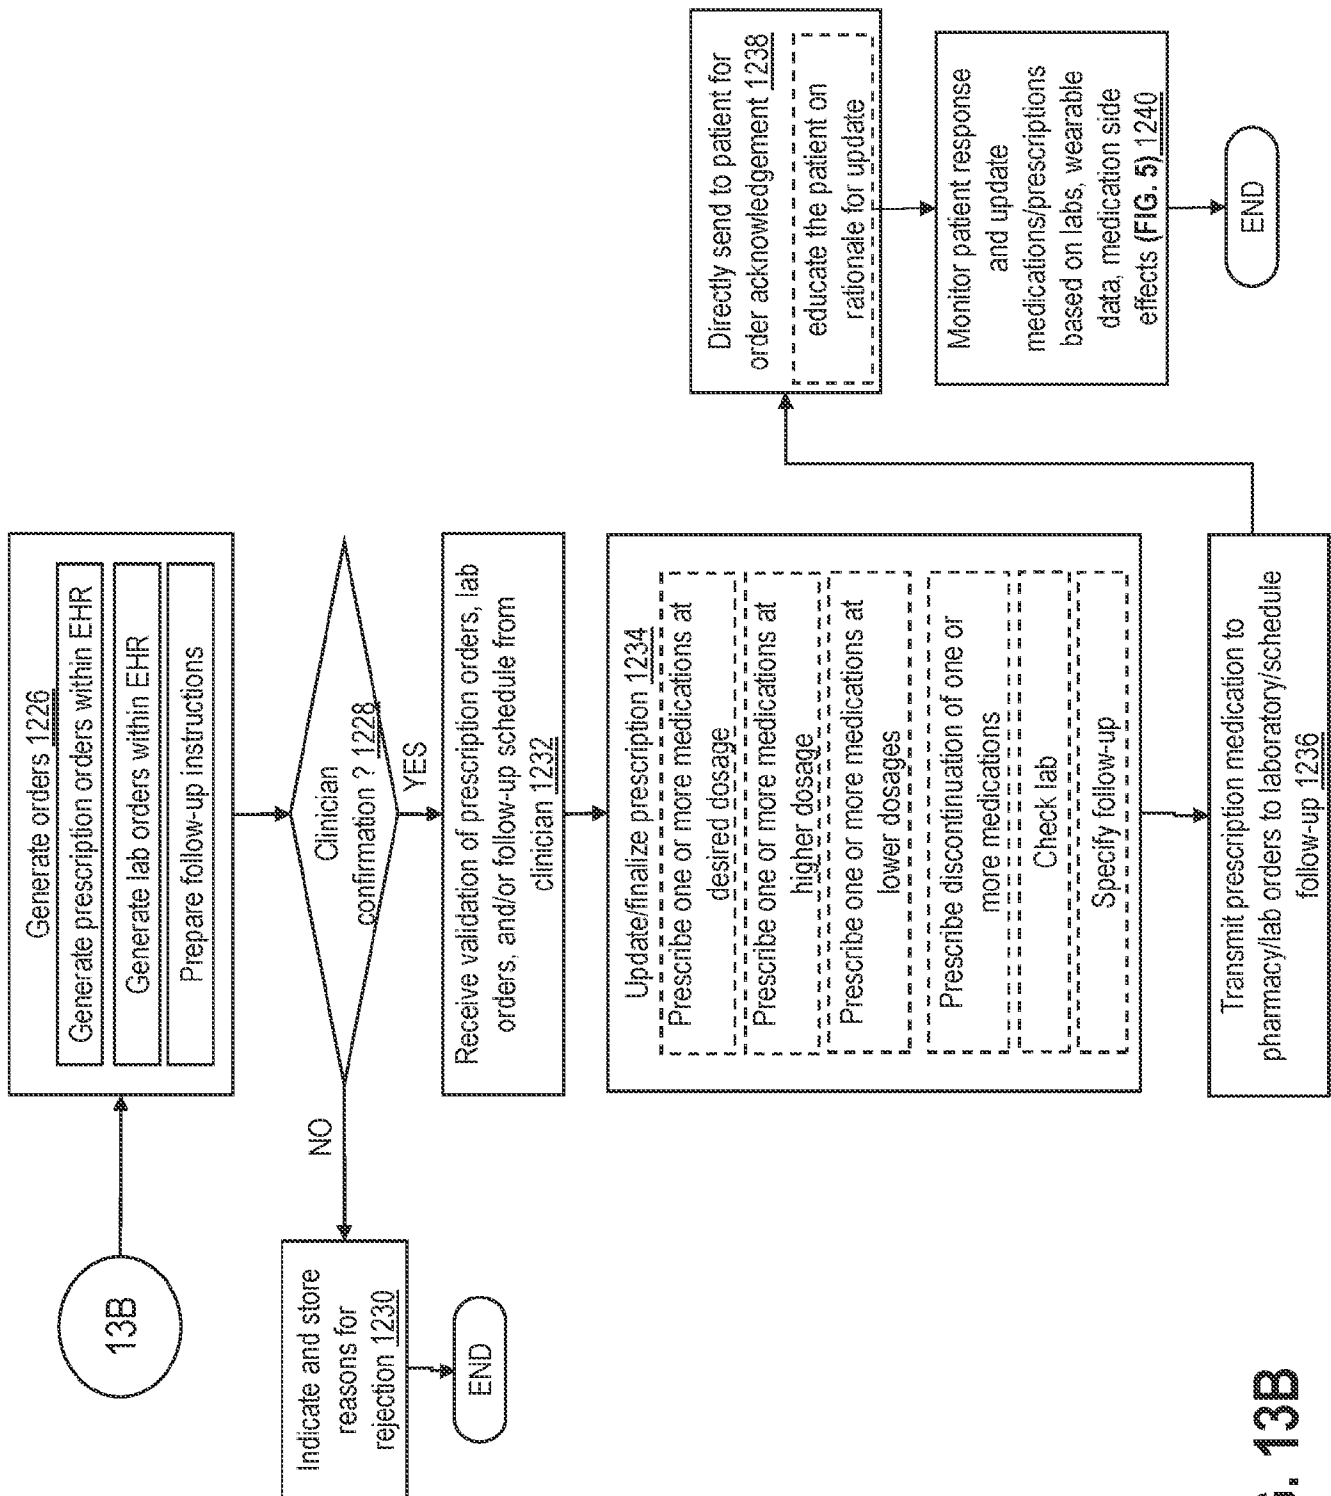 13B
Generate orders 1226
Generate prescription orders within EHR
Generate lab orders within EHR
Prepare follow-up instructions
Clinician
confirmation ? 1228
NO
YES
Indicate and store
reasons for
rejection 1230
END
Receive validation of prescription orders, lab
orders, and/or follow-up schedule from
clinician 1232
Update/finalize prescription 1234
Prescribe one or more medications at
desired dosage
Prescribe one or more medications at
higher dosage
Prescribe one or more medications at
lower dosages
Prescribe discontinuation of one or
more medications
Check lab
Specify follow-up
Transmit prescription medication to
pharmacy/lab orders to laboratory/schedule
follow-up 1236
Directly send to patient for
order acknowledgement 1238
educate the patient on
rationale for update
Monitor patient response
and update
medications/prescriptions
based on labs, wearable
data, medication side
effects (FIG. 5) 1240
END
13B